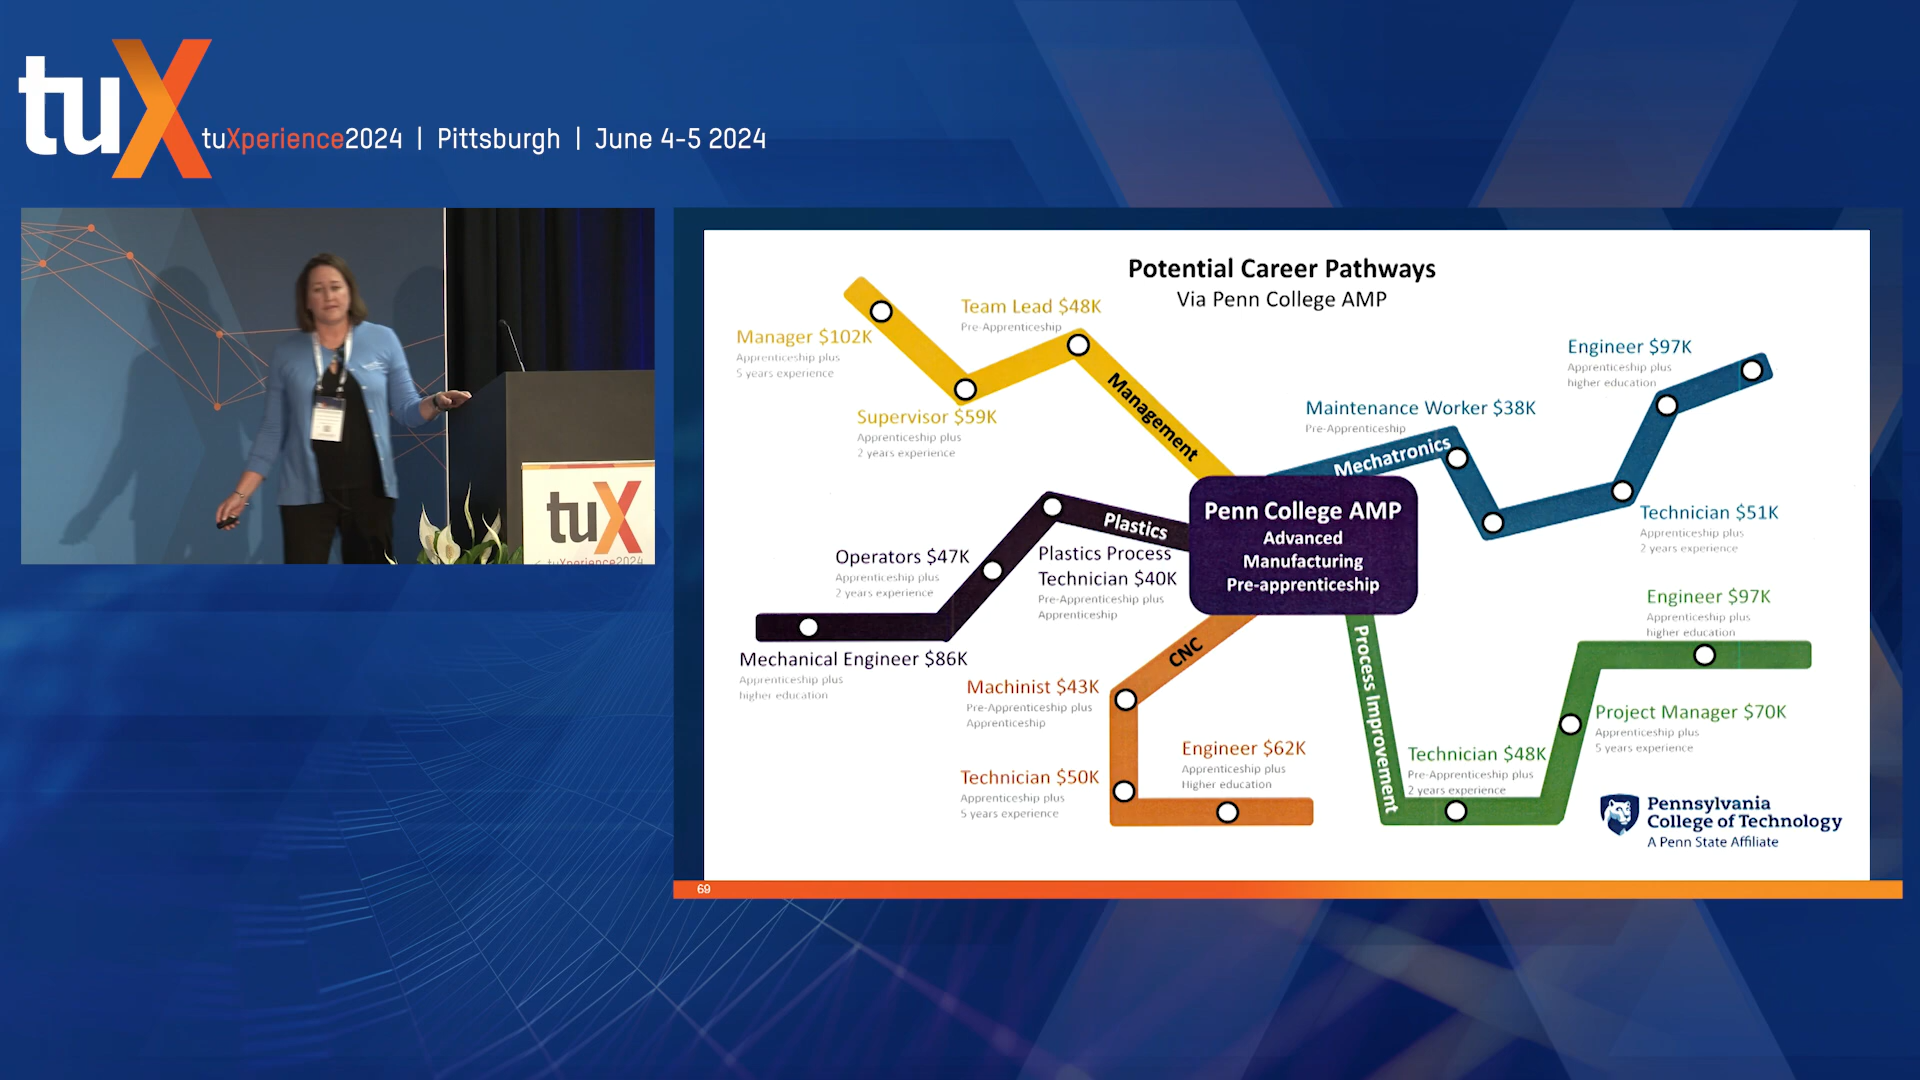 tuX
tuXperience2024 | Pittsburgh | June 4-5 2024
tuX
tuXperience2024
Potential Career Pathways
Via Penn College AMP
Manager $102K
Apprenticeship plus
5 years experience
Team Lead $48K
Pre-Apprenticeship
Supervisor $59K
Apprenticeship plus
2 years experience
Management
Engineer $97K
Apprenticeship plus
higher education
Maintenance Worker $38K
Pre-Apprenticeship
Mechatronics
Technician $51K
Apprenticeship plus
2 years experience
Penn College AMP
Advanced
Manufacturing
Pre-apprenticeship
Plastics
Plastics Process
Technician $40K
Pre-Apprenticeship plus
Apprenticeship
Operators $47K
Apprenticeship plus
2 years experience
Mechanical Engineer $86K
Apprenticeship plus
higher education
CNC
Machinist $43K
Pre-Apprenticeship plus
Apprenticeship
Technician $50K
Apprenticeship plus
5 years experience
Engineer $62K
Apprenticeship plus
Higher education
Process Improvement
Technician $48K
Pre-Apprenticeship plus
2 years experience
Project Manager $70K
Apprenticeship plus
5 years experience
Engineer $97K
Apprenticeship plus
higher education
Pennsylvania
College of Technology
A Penn State Affiliate
69